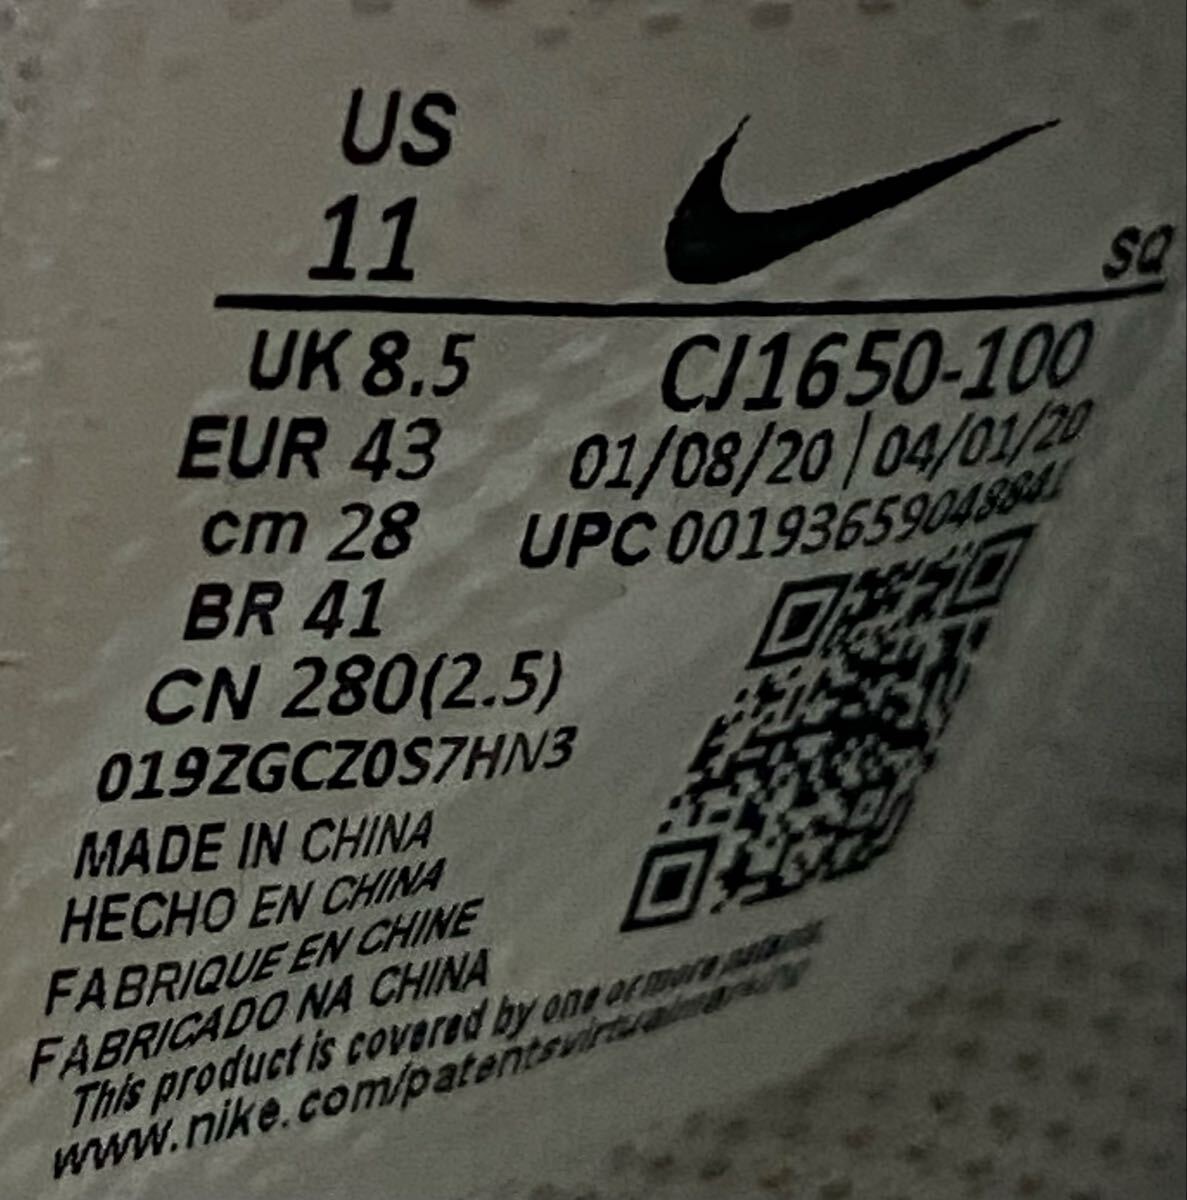 US
11
SQ
UK 8.5
CJ1650-100
EUR 43
01/08/20 | 04/01/20
cm 28
UPC 00193659048841
BR 41
CN 280(2.5)
019ZGCZ0S7HN3
MADE IN CHINA
HECHO EN CHINA
FABRIQUE EN CHINE
FABRICADO NA CHINA
This product is covered by one or more patents.
www.nike.com/patentsvirtualmarking